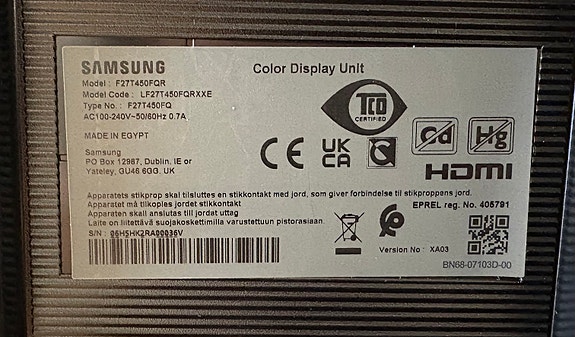 SAMSUNG
Color Display Unit
Model : F27T450FQR
Model Code : LF27T450FQRXXE
Type No. : F27T450FQ
AC100-240V~50/60Hz 0.7A
TCO
CERTIFIED
MADE IN EGYPT
Samsung
PO Box 12987, Dublin. IE or
Yateley, GU46 6GG, UK
CE
UK
CA
Cd
Hg
HDMI
Apparatets stikprop skal tilsluttes en stikkontakt med jord, som giver forbindelse til stikproppens jord.
Apparatet må tilkoples jordet stikkontakt
Apparaten skall anslutas till jordat uttag
Laite on liitettävä suojakoskettimilla varustettuun pistorasiaan.
EPREL reg. No. 405791
S/N : 06H5HK2RA00036V
Version No : XA03
BN68-07103D-00